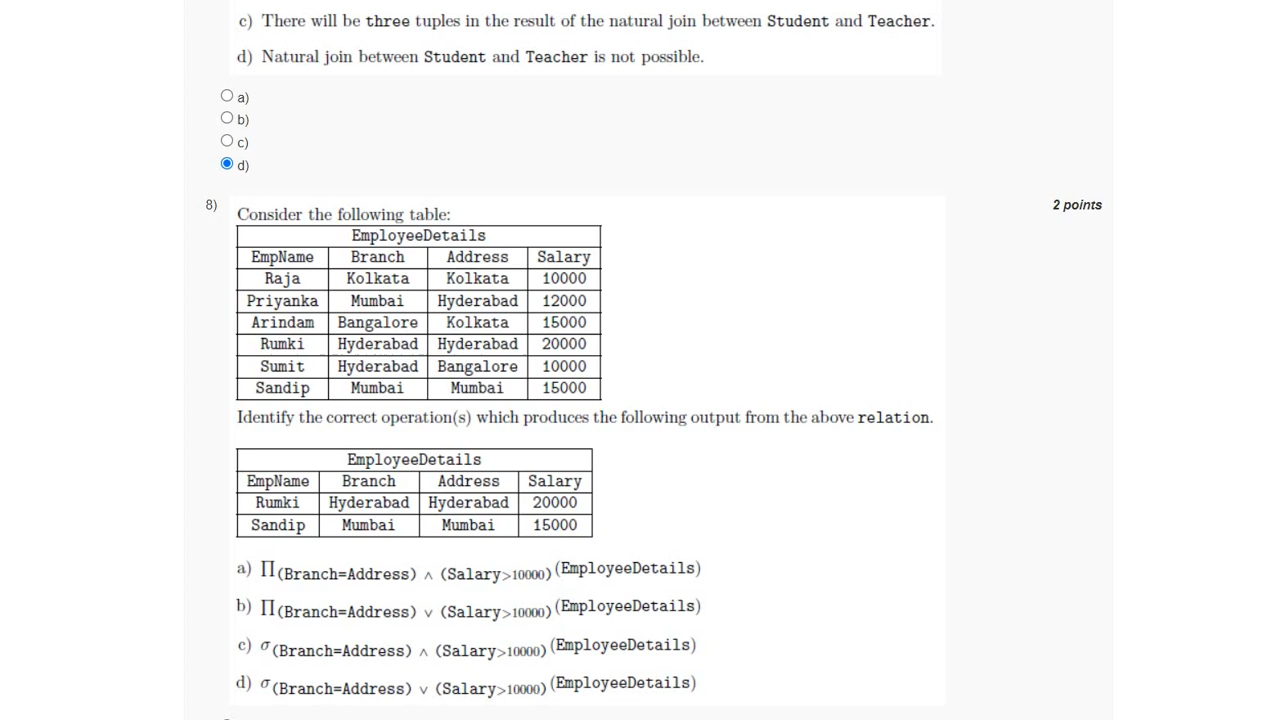 c) There will be three tuples in the result of the natural join between Student and Teacher.
d) Natural join between Student and Teacher is not possible.
a)
b)
c)
d)
8)
2 points
Consider the following table:
EmployeeDetails
EmpName Branch Address Salary
Raja Kolkata Kolkata 10000
Priyanka Mumbai Hyderabad 12000
Arindam Bangalore Kolkata 15000
Rumki Hyderabad Hyderabad 20000
Sumit Hyderabad Bangalore 10000
Sandip Mumbai Mumbai 15000
Identify the correct operation(s) which produces the following output from the above relation.
EmployeeDetails
EmpName Branch Address Salary
Rumki Hyderabad Hyderabad 20000
Sandip Mumbai Mumbai 15000
a) Π(Branch=Address) ∧ (Salary>10000)(EmployeeDetails)
b) Π(Branch=Address) ∨ (Salary>10000)(EmployeeDetails)
c) σ(Branch=Address) ∧ (Salary>10000)(EmployeeDetails)
d) σ(Branch=Address) ∨ (Salary>10000)(EmployeeDetails)